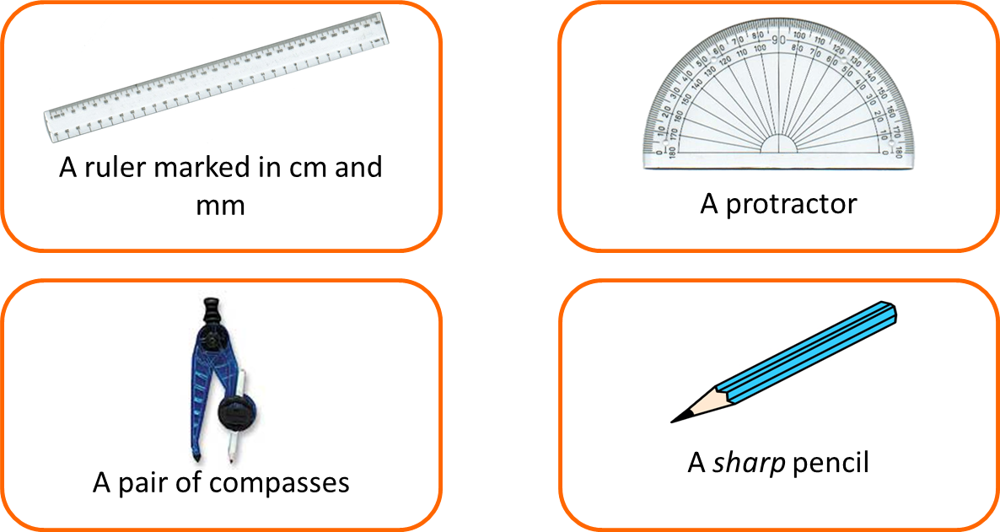 A ruler marked in cm and
mm
A protractor
A pair of compasses
A sharp pencil